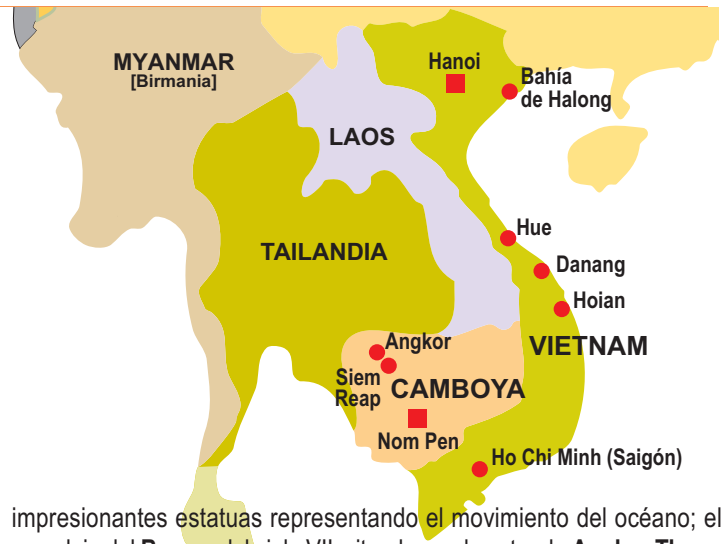 MYANMAR
[Birmania]
Hanoi
Bahía
de Halong
LAOS
Hue
TAILANDIA
Danang
Hoian
Angkor
VIETNAM
Siem
Reap
CAMBOYA
Nom Pen
Ho Chi Minh (Saigón)
impresionantes estatuas representando el movimiento del océano; el